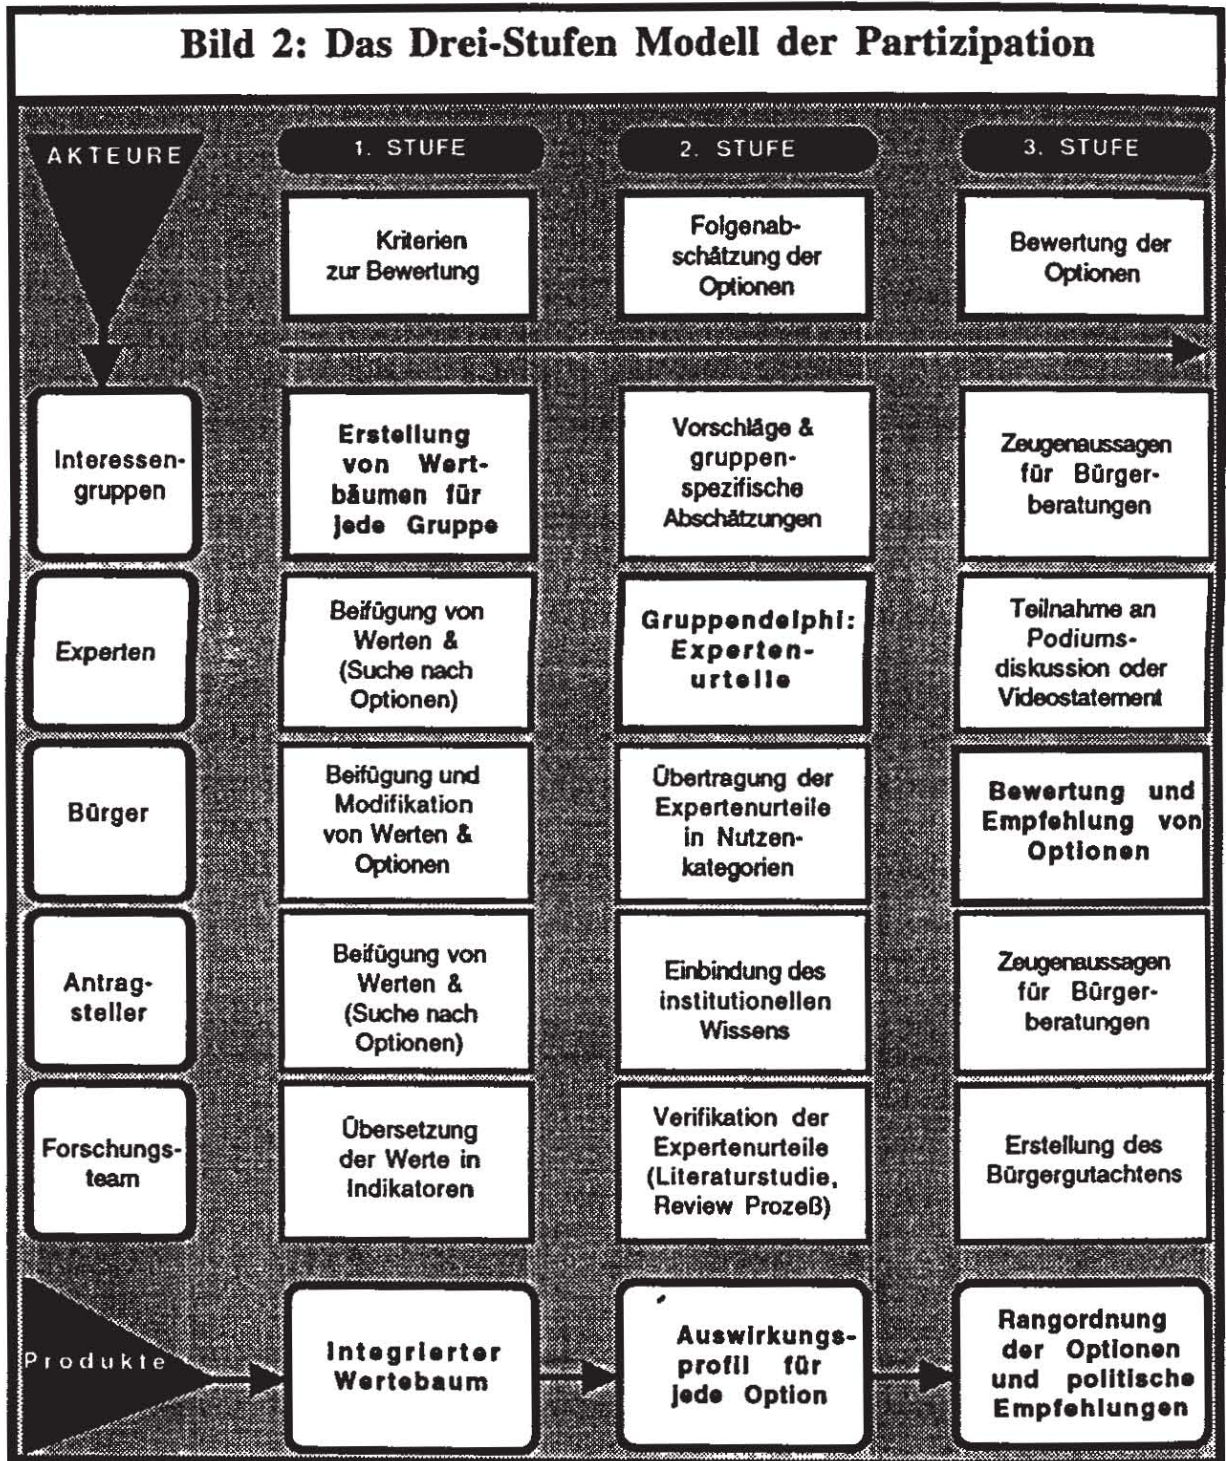 Bild 2: Das Drei-Stufen Modell der Partizipation
AKTEURE
1. STUFE
2. STUFE
3. STUFE
Kriterien
zur Bewertung
Folgenab-
schätzung der
Optionen
Bewertung der
Optionen
Interessen-
gruppen
Erstellung
von Wert-
bäumen für
jede Gruppe
Vorschläge &
gruppen-
spezifische
Abschätzungen
Zeugenaussagen
für Bürger-
beratungen
Experten
Beifügung von
Werten &
(Suche nach
Optionen)
Gruppendelphi:
Experten-
urteile
Teilnahme an
Podiums-
diskussion oder
Videostatement
Bürger
Beifügung und
Modifikation
von Werten &
Optionen
Übertragung der
Expertenurteile
in Nutzen-
kategorien
Bewertung und
Empfehlung von
Optionen
Antrag-
steller
Beifügung von
Werten &
(Suche nach
Optionen)
Einbindung des
institutionellen
Wissens
Zeugenaussagen
für Bürger-
beratungen
Forschungs-
team
Übersetzung
der Werte in
Indikatoren
Verifikation der
Expertenurteile
(Literaturstudie,
Review Prozeß)
Erstellung des
Bürgergutachtens
Produkte
Integrierter
Wertebaum
Auswirkungs-
profil für
jede Option
Rangordnung
der Optionen
und politische
Empfehlungen